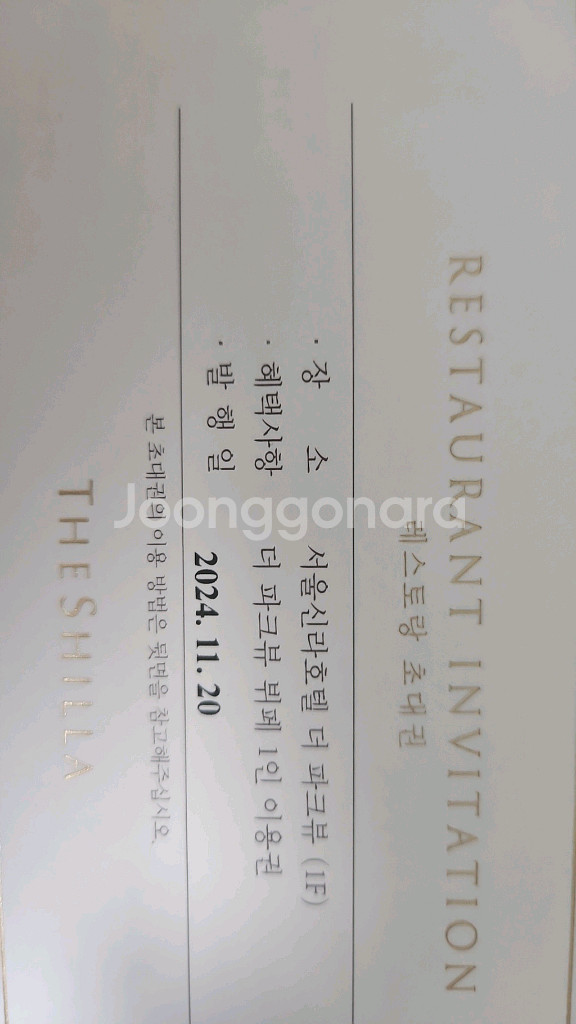 RESTAURANT INVITATION
레스토랑 초대권
· 장 소 서울신라호텔 더 파크뷰 (1F)
· 혜택사항 더 파크뷰 뷔페 1인 이용권
· 발 행 일 2024. 11. 20
본 초대권의 이용 방법은 뒷면을 참고해주십시오.
THE SHILLA
Joonggonara